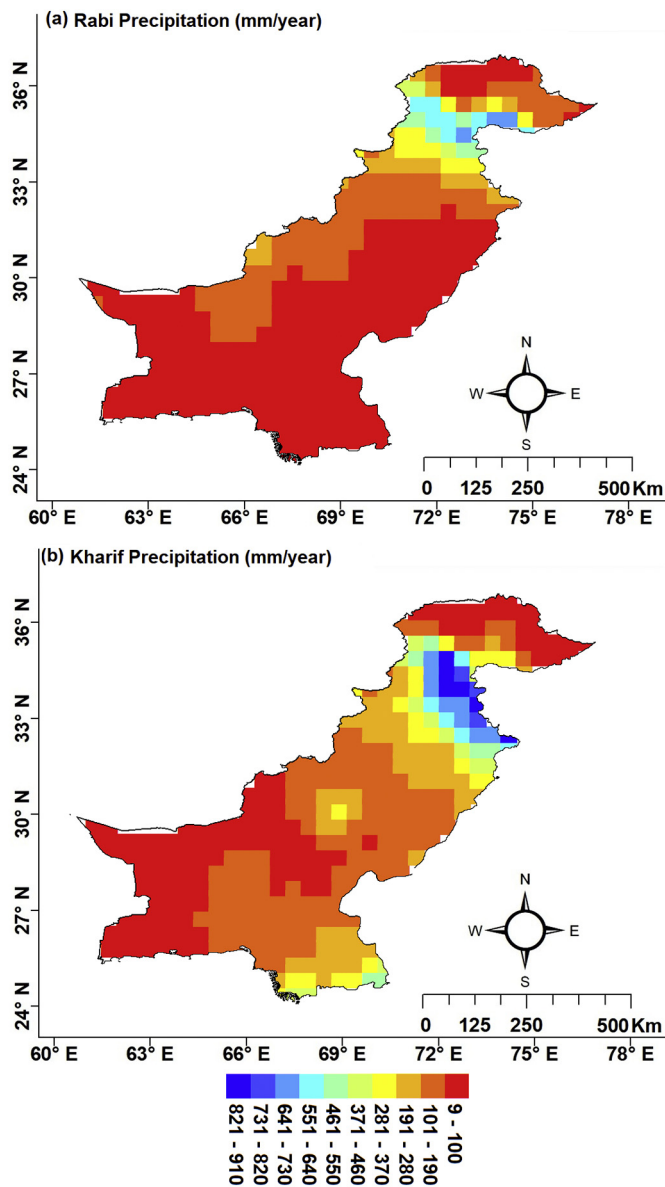 (a) Rabi Precipitation (mm/year)
36° N
33° N
30° N
27° N
24° N
N
W E
S
0 125 250 500 Km
60° E 63° E 66° E 69° E 72° E 75° E 78° E
(b) Kharif Precipitation (mm/year)
36° N
33° N
30° N
27° N
24° N
N
W E
S
0 125 250 500 Km
60° E 63° E 66° E 69° E 72° E 75° E 78° E
821 - 910
731 - 820
641 - 730
551 - 640
461 - 550
371 - 460
281 - 370
191 - 280
101 - 190
9 - 100